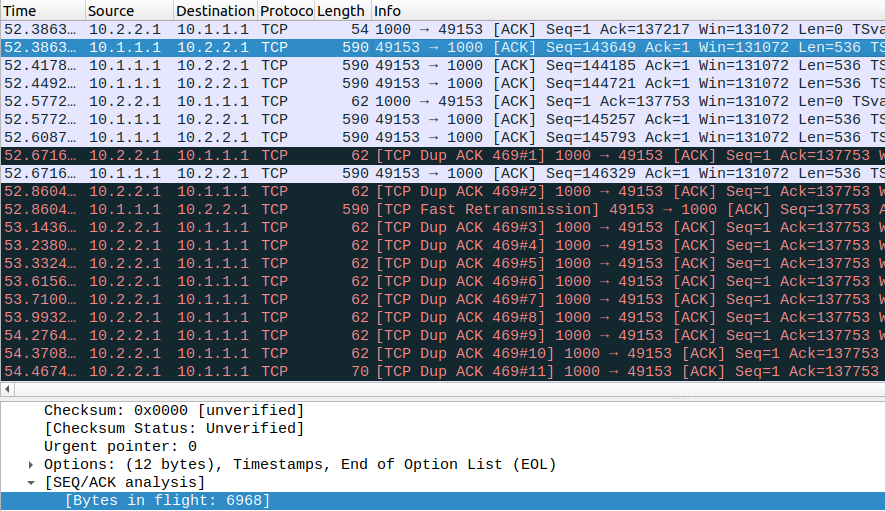 Time Source Destination Protoco Length Info
52.3863… 10.2.2.1 10.1.1.1 TCP 54 1000 → 49153 [ACK] Seq=1 Ack=137217 Win=131072 Len=0 TSva
52.3863… 10.1.1.1 10.2.2.1 TCP 590 49153 → 1000 [ACK] Seq=143649 Ack=1 Win=131072 Len=536 TS
52.4178… 10.1.1.1 10.2.2.1 TCP 590 49153 → 1000 [ACK] Seq=144185 Ack=1 Win=131072 Len=536 TS
52.4492… 10.1.1.1 10.2.2.1 TCP 590 49153 → 1000 [ACK] Seq=144721 Ack=1 Win=131072 Len=536 TS
52.5772… 10.2.2.1 10.1.1.1 TCP 62 1000 → 49153 [ACK] Seq=1 Ack=137753 Win=131072 Len=0 TSva
52.5772… 10.1.1.1 10.2.2.1 TCP 590 49153 → 1000 [ACK] Seq=145257 Ack=1 Win=131072 Len=536 TS
52.6087… 10.1.1.1 10.2.2.1 TCP 590 49153 → 1000 [ACK] Seq=145793 Ack=1 Win=131072 Len=536 TS
52.6716… 10.2.2.1 10.1.1.1 TCP 62 [TCP Dup ACK 469#1] 1000 → 49153 [ACK] Seq=1 Ack=137753 W
52.6716… 10.1.1.1 10.2.2.1 TCP 590 49153 → 1000 [ACK] Seq=146329 Ack=1 Win=131072 Len=536 TS
52.8604… 10.2.2.1 10.1.1.1 TCP 62 [TCP Dup ACK 469#2] 1000 → 49153 [ACK] Seq=1 Ack=137753 W
52.8604… 10.1.1.1 10.2.2.1 TCP 590 [TCP Fast Retransmission] 49153 → 1000 [ACK] Seq=137753 A
53.1436… 10.2.2.1 10.1.1.1 TCP 62 [TCP Dup ACK 469#3] 1000 → 49153 [ACK] Seq=1 Ack=137753 W
53.2380… 10.2.2.1 10.1.1.1 TCP 62 [TCP Dup ACK 469#4] 1000 → 49153 [ACK] Seq=1 Ack=137753 W
53.3324… 10.2.2.1 10.1.1.1 TCP 62 [TCP Dup ACK 469#5] 1000 → 49153 [ACK] Seq=1 Ack=137753 W
53.6156… 10.2.2.1 10.1.1.1 TCP 62 [TCP Dup ACK 469#6] 1000 → 49153 [ACK] Seq=1 Ack=137753 W
53.7100… 10.2.2.1 10.1.1.1 TCP 62 [TCP Dup ACK 469#7] 1000 → 49153 [ACK] Seq=1 Ack=137753 W
53.9932… 10.2.2.1 10.1.1.1 TCP 62 [TCP Dup ACK 469#8] 1000 → 49153 [ACK] Seq=1 Ack=137753 W
54.2764… 10.2.2.1 10.1.1.1 TCP 62 [TCP Dup ACK 469#9] 1000 → 49153 [ACK] Seq=1 Ack=137753 W
54.3708… 10.2.2.1 10.1.1.1 TCP 62 [TCP Dup ACK 469#10] 1000 → 49153 [ACK] Seq=1 Ack=137753
54.4674… 10.2.2.1 10.1.1.1 TCP 70 [TCP Dup ACK 469#11] 1000 → 49153 [ACK] Seq=1 Ack=137753
Checksum: 0x0000 [unverified]
[Checksum Status: Unverified]
Urgent pointer: 0
Options: (12 bytes), Timestamps, End of Option List (EOL)
[SEQ/ACK analysis]
[Bytes in flight: 6968]